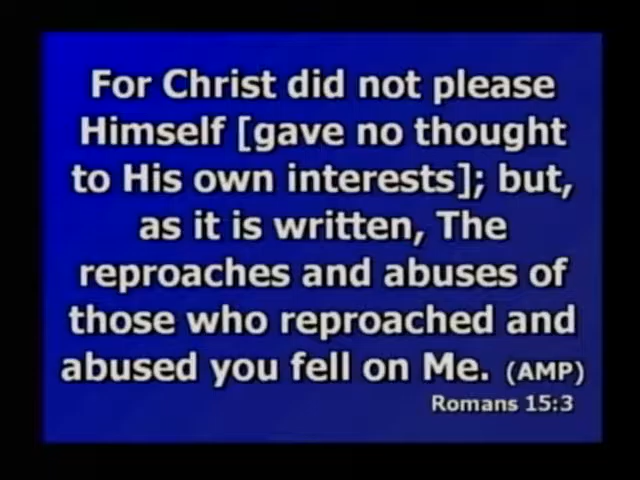 For Christ did not please
Himself [gave no thought
to His own interests]; but,
as it is written, The
reproaches and abuses of
those who reproached and
abused you fell on Me. (AMP)
Romans 15:3